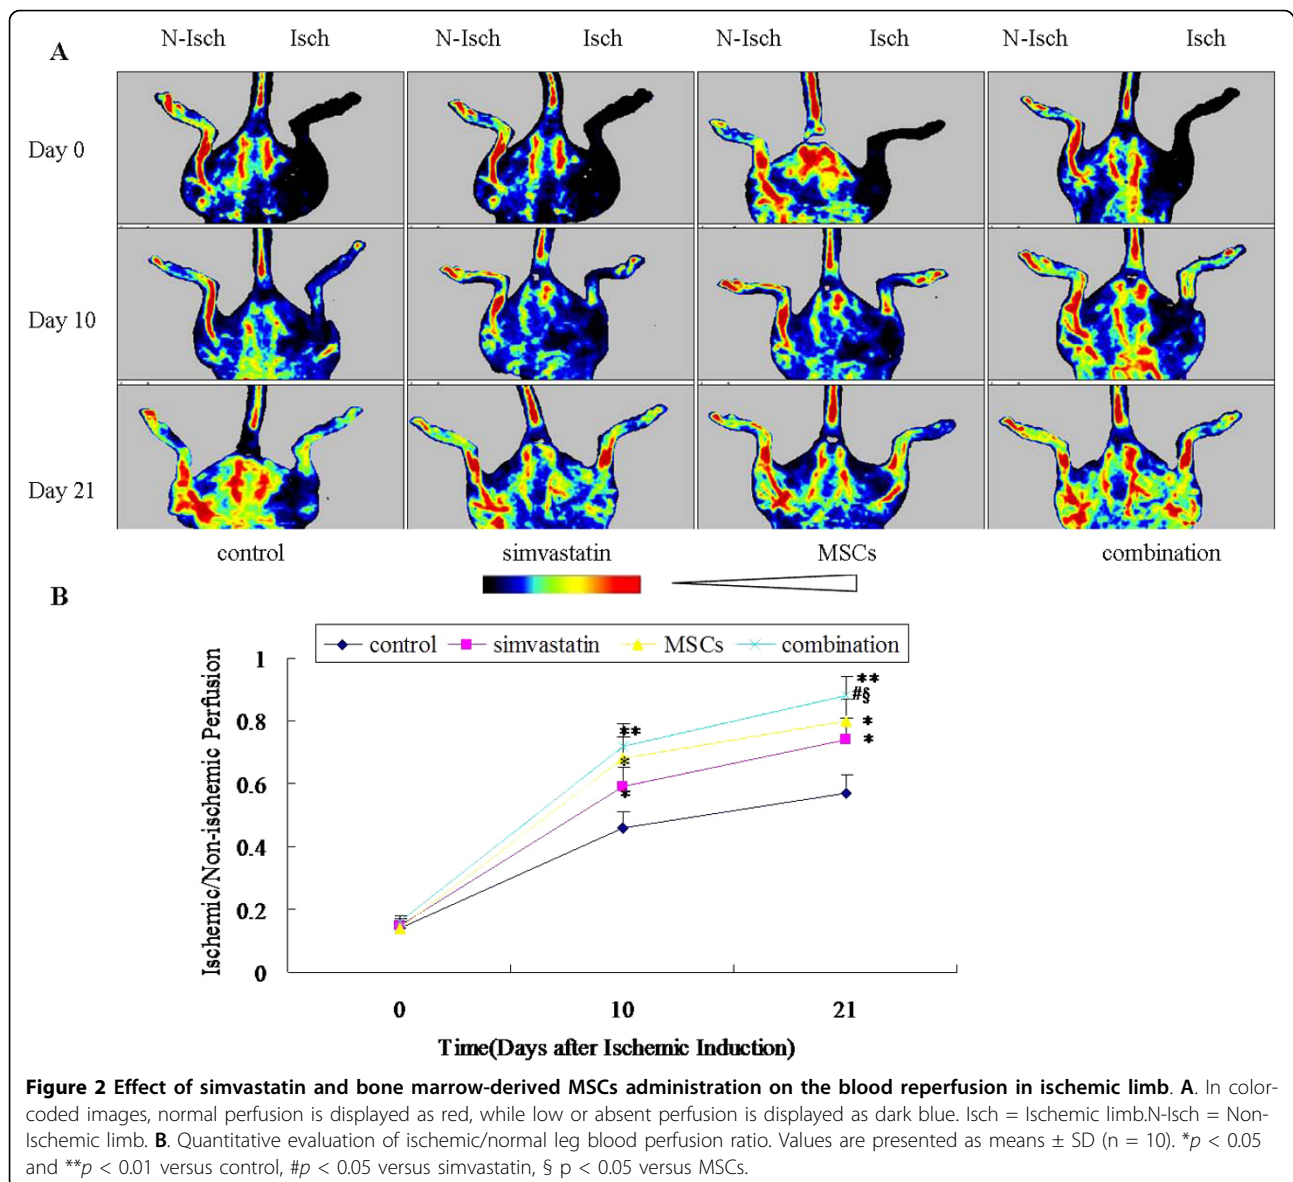 A
N-Isch Isch N-Isch Isch N-Isch Isch N-Isch Isch
Day 0
Day 10
Day 21
control simvastatin MSCs combination
B
control simvastatin MSCs combination
Ischemic/Non-ischemic Perfusion
1
0.8
0.6
0.4
0.2
0
**
*
*
**
#§
*
*
0 10 21
Time(Days after Ischemic Induction)
Figure 2 Effect of simvastatin and bone marrow-derived MSCs administration on the blood reperfusion in ischemic limb. A. In color-
coded images, normal perfusion is displayed as red, while low or absent perfusion is displayed as dark blue. Isch = Ischemic limb.N-Isch = Non-
Ischemic limb. B. Quantitative evaluation of ischemic/normal leg blood perfusion ratio. Values are presented as means ± SD (n = 10). *p < 0.05
and **p < 0.01 versus control, #p < 0.05 versus simvastatin, § p < 0.05 versus MSCs.